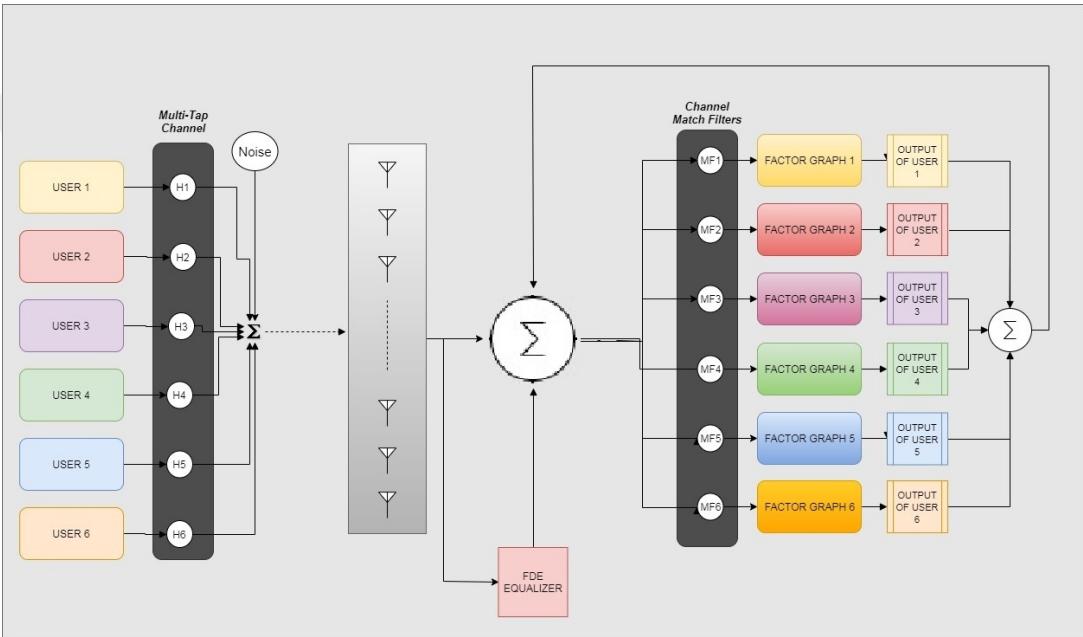 Multi-Tap
Channel
Noise
USER 1
USER 2
USER 3
USER 4
USER 5
USER 6
H1
H2
H3
H4
H5
H6
Σ
Σ
FDE
EQUALIZER
Channel
Match Filters
MF1
MF2
MF3
MF4
MF5
MF6
FACTOR GRAPH 1
FACTOR GRAPH 2
FACTOR GRAPH 3
FACTOR GRAPH 4
FACTOR GRAPH 5
FACTOR GRAPH 6
OUTPUT
OF USER
1
OUTPUT
OF USER
2
OUTPUT
OF USER
3
OUTPUT
OF USER
4
OUTPUT
OF USER
5
OUTPUT
OF USER
6
Σ